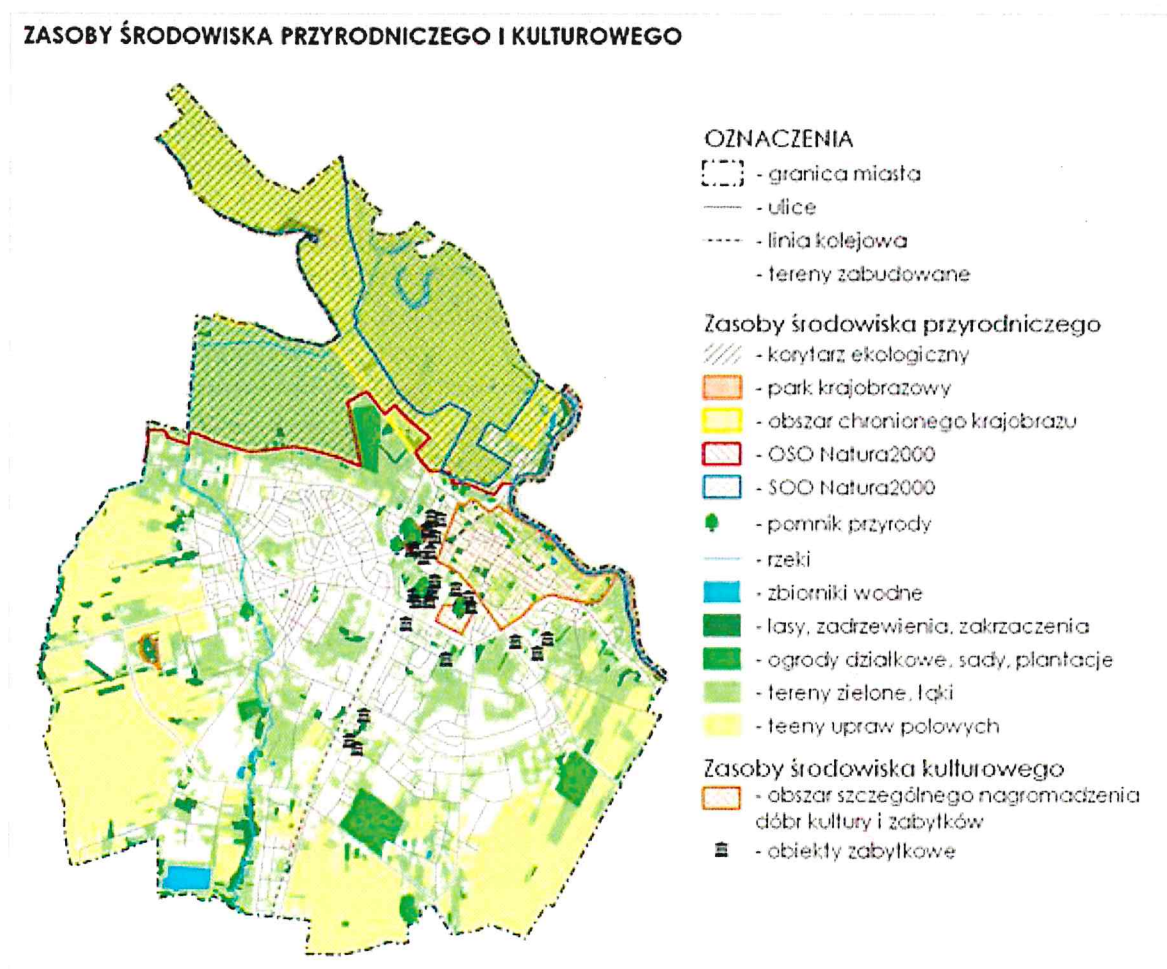 ZASOBY ŚRODOWISKA PRZYRODNICZEGO I KULTUROWEGO
OZNACZENIA
- granica miasta
- ulice
- linia kolejowa
- tereny zabudowane
Zasoby środowiska przyrodniczego
- korytarz ekologiczny
- park krajobrazowy
- obszar chronionego krajobrazu
- OSO Natura2000
- SOO Natura2000
- pomnik przyrody
- rzeki
- zbiorniki wodne
- lasy, zadrzewienia, zakrzaczenia
- ogrody działkowe, sady, plantacje
- tereny zielone, łąki
- teeny upraw polowych
Zasoby środowiska kulturowego
- obszar szczególnego nagromadzenia
dóbr kultury i zabytków
- obiekty zabytkowe